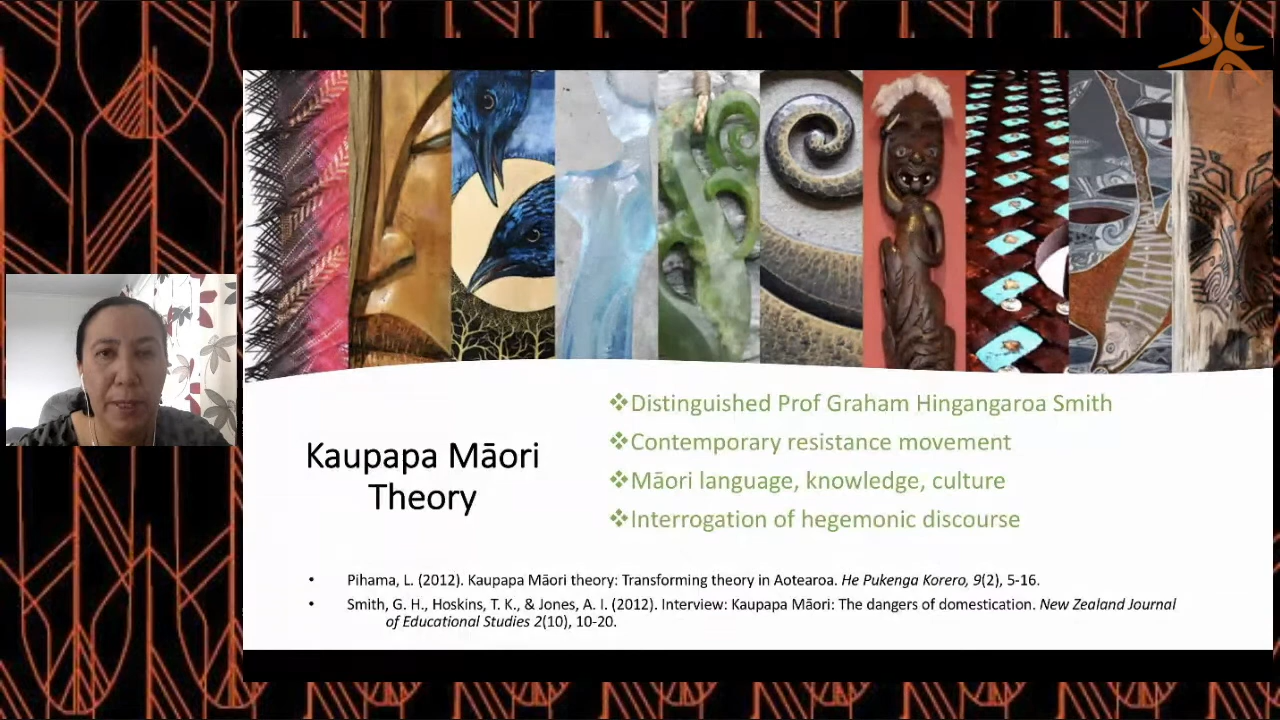 Kaupapa Māori
Theory
❖Distinguished Prof Graham Hingangaroa Smith
❖Contemporary resistance movement
❖Māori language, knowledge, culture
❖Interrogation of hegemonic discourse
• Pihama, L. (2012). Kaupapa Māori theory: Transforming theory in Aotearoa. He Pukenga Korero, 9(2), 5-16.
• Smith, G. H., Hoskins, T. K., & Jones, A. I. (2012). Interview: Kaupapa Māori: The dangers of domestication. New Zealand Journal
of Educational Studies 2(10), 10-20.